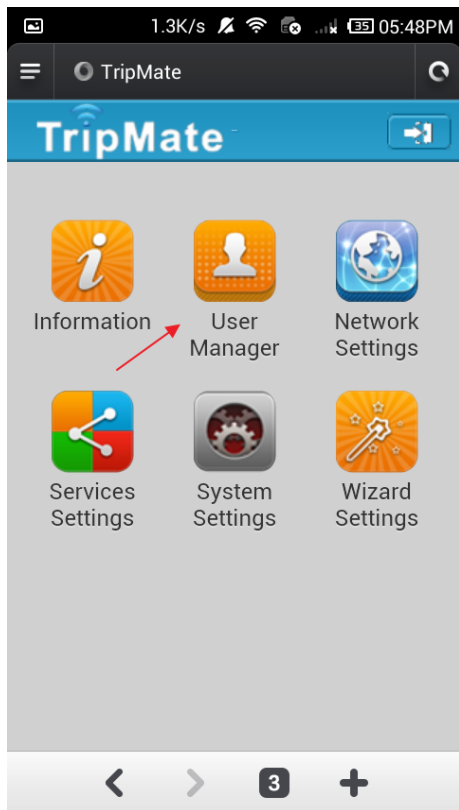 1.3K/s 35 05:48PM
TripMate
TripMate
Information
User
Manager
Network
Settings
Services
Settings
System
Settings
Wizard
Settings
3